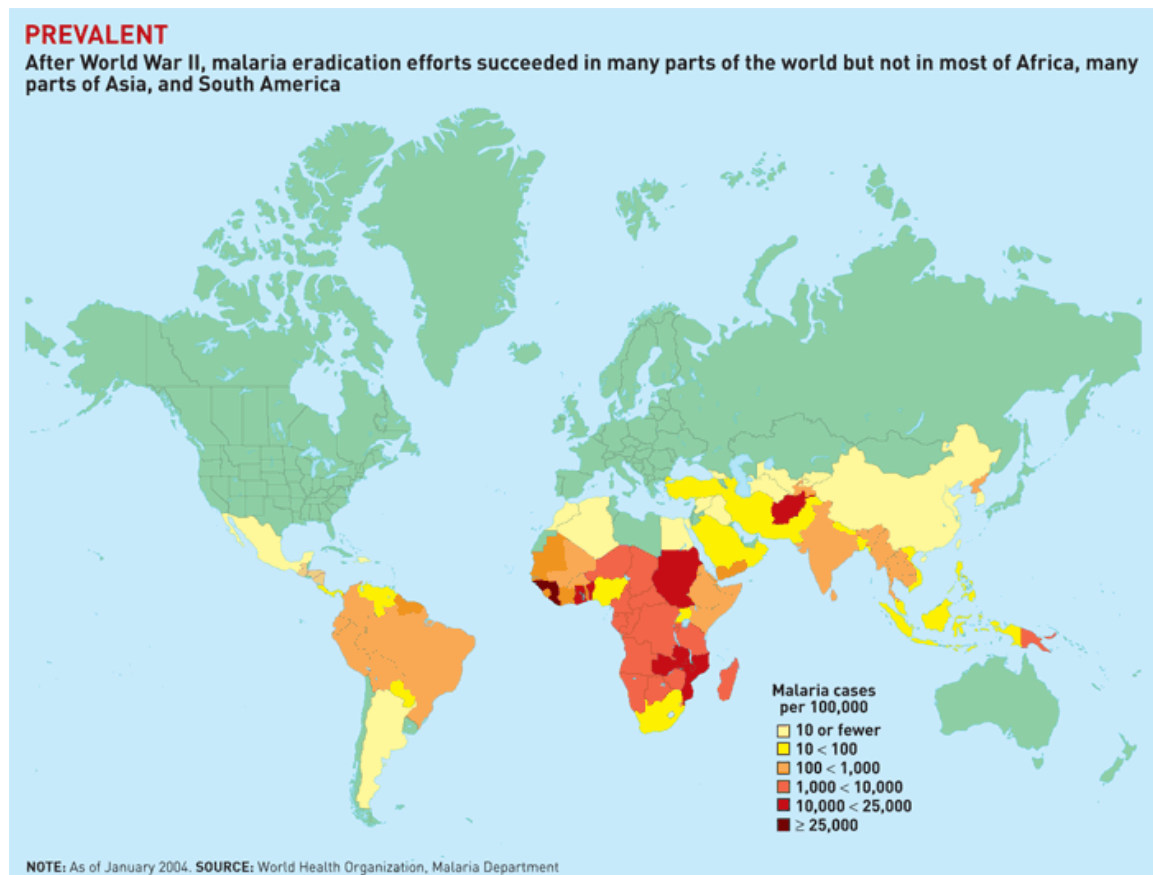 PREVALENT
After World War II, malaria eradication efforts succeeded in many parts of the world but not in most of Africa, many
parts of Asia, and South America
Malaria cases
per 100,000
10 or fewer
10 < 100
100 < 1,000
1,000 < 10,000
10,000 < 25,000
≥ 25,000
NOTE: As of January 2004. SOURCE: World Health Organization, Malaria Department